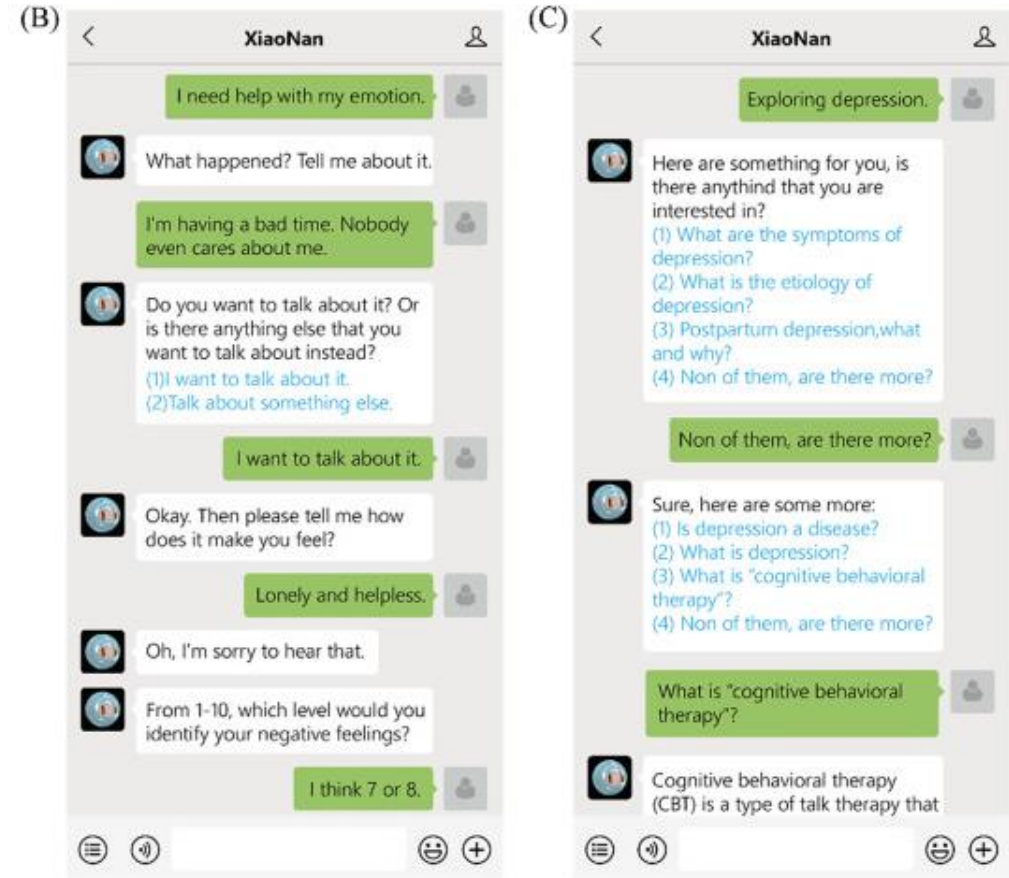 (B)
XiaoNan
I need help with my emotion.
What happened? Tell me about it.
I'm having a bad time. Nobody
even cares about me.
Do you want to talk about it? Or
is there anything else that you
want to talk about instead?
(1)I want to talk about it.
(2)Talk about something else.
I want to talk about it.
Okay. Then please tell me how
does it make you feel?
Lonely and helpless.
Oh, I'm sorry to hear that.
From 1-10, which level would you
identify your negative feelings?
I think 7 or 8.
(C)
XiaoNan
Exploring depression.
Here are something for you, is
there anythind that you are
interested in?
(1) What are the symptoms of
depression?
(2) What is the etiology of
depression?
(3) Postpartum depression,what
and why?
(4) Non of them, are there more?
Non of them, are there more?
Sure, here are some more:
(1) Is depression a disease?
(2) What is depression?
(3) What is "cognitive behavioral
therapy"?
(4) Non of them, are there more?
What is "cognitive behavioral
therapy"?
Cognitive behavioral therapy
(CBT) is a type of talk therapy that